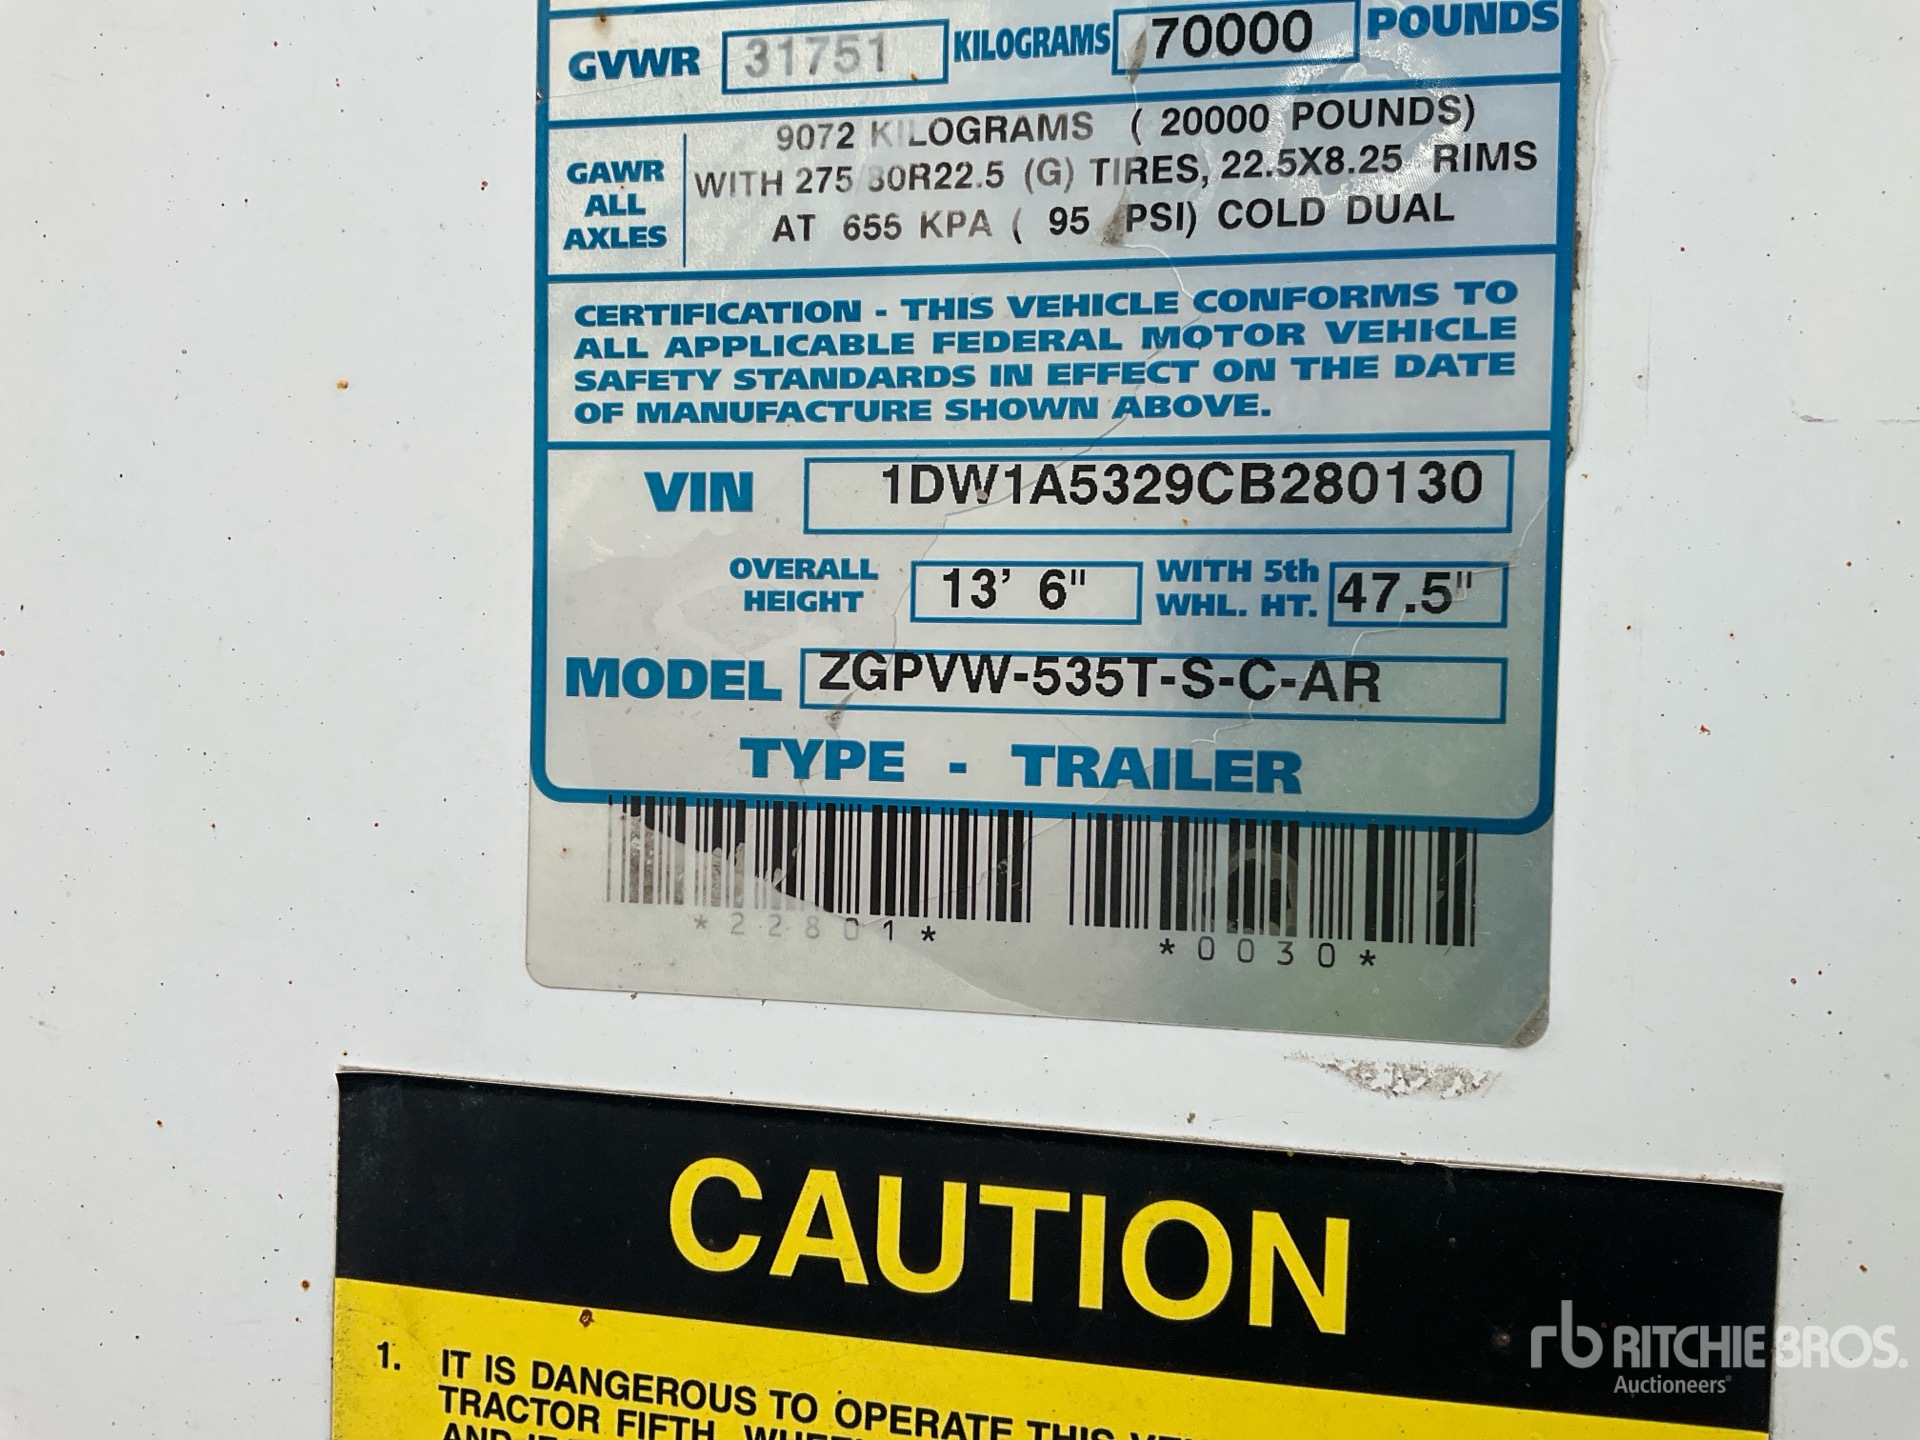 GVWR 31751 KILOGRAMS 70000 POUNDS
GAWR ALL AXLES
9072 KILOGRAMS ( 20000 POUNDS)
WITH 275/80R22.5 (G) TIRES, 22.5X8.25 RIMS
AT 655 KPA ( 95 PSI) COLD DUAL
CERTIFICATION - THIS VEHICLE CONFORMS TO
ALL APPLICABLE FEDERAL MOTOR VEHICLE
SAFETY STANDARDS IN EFFECT ON THE DATE
OF MANUFACTURE SHOWN ABOVE.
VIN 1DW1A5329CB280130
OVERALL HEIGHT 13' 6" WITH 5th WHL. HT. 47.5"
MODEL ZGPVW-535T-S-C-AR
TYPE - TRAILER
*22801* *0030*
CAUTION
1. IT IS DANGEROUS TO OPERATE THIS
TRACTOR FIFTH
rb RITCHIE BROS.
Auctioneers